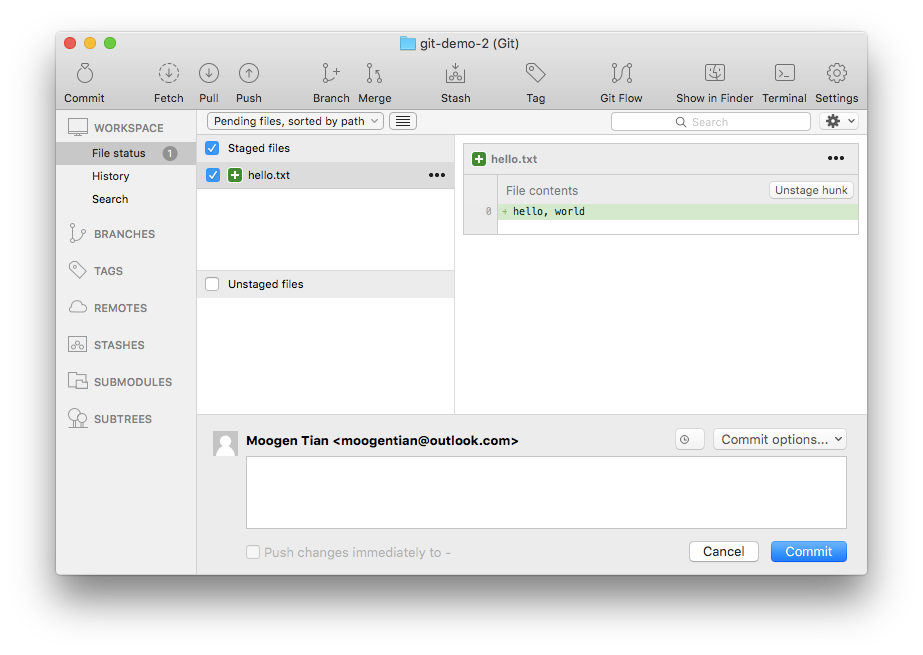 git-demo-2 (Git)
Commit Fetch Pull Push Branch Merge Stash Tag Git Flow Show in Finder Terminal Settings
WORKSPACE
File status 1
History
Search
BRANCHES
TAGS
REMOTES
STASHES
SUBMODULES
SUBTREES
Pending files, sorted by path
Search
Staged files
hello.txt
Unstaged files
hello.txt
File contents Unstage hunk
0 + hello, world
Moogen Tian <moogentian@outlook.com>
Commit options...
Push changes immediately to -
Cancel Commit